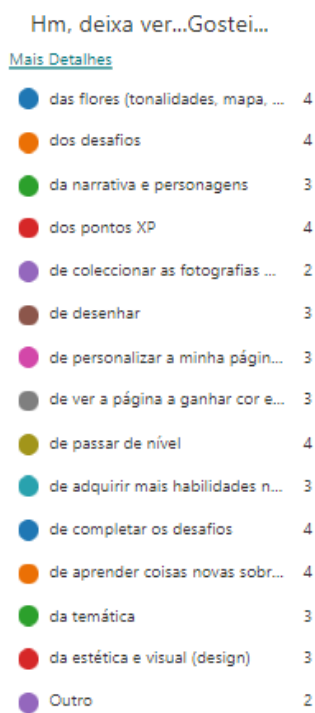 Hm, deixa ver...Gostei...
Mais Detalhes
das flores (tonalidades, mapa, ... 4
dos desafios 4
da narrativa e personagens 3
dos pontos XP 4
de coleccionar as fotografias ... 2
de desenhar 3
de personalizar a minha págin... 3
de ver a página a ganhar cor e... 3
de passar de nível 4
de adquirir mais habilidades n... 3
de completar os desafios 4
de aprender coisas novas sobr... 4
da temática 3
da estética e visual (design) 3
Outro 2